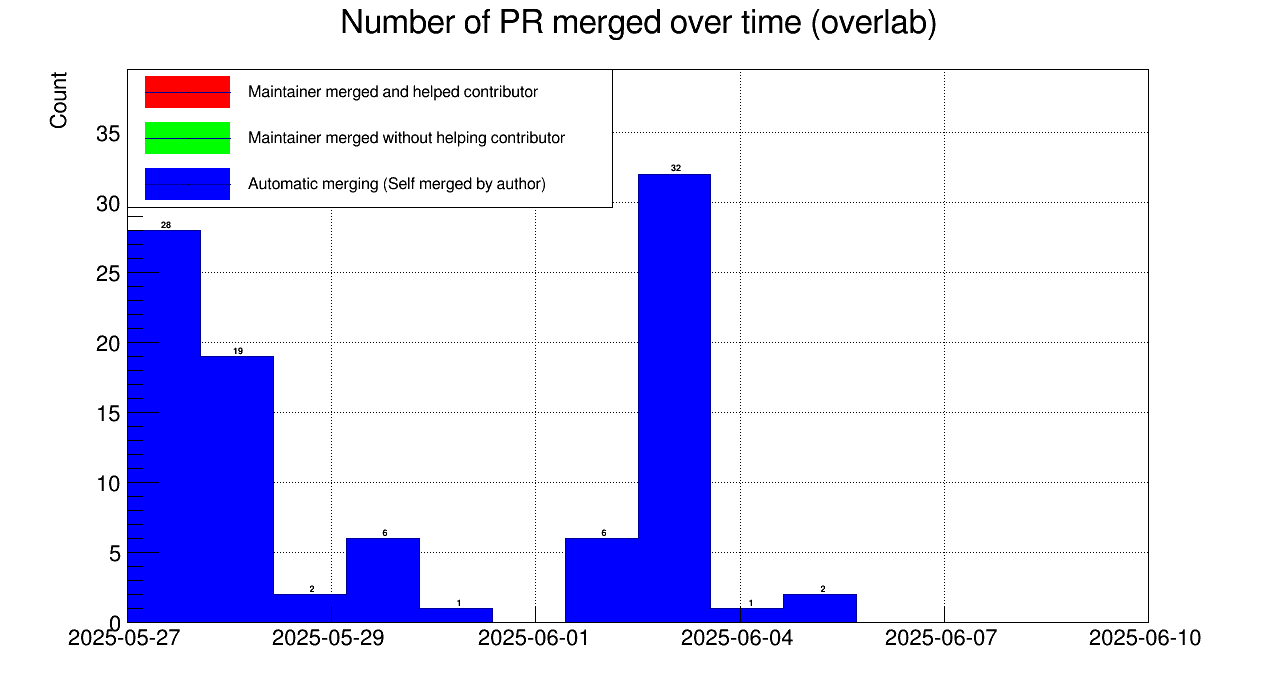 Number of PR merged over time (overlab)
Count
Maintainer merged and helped contributor
Maintainer merged without helping contributor
Automatic merging (Self merged by author)
35
30
25
20
15
10
5
0
28
19
2
6
1
6
32
1
2
2025-05-27 2025-05-29 2025-06-01 2025-06-04 2025-06-07 2025-06-10